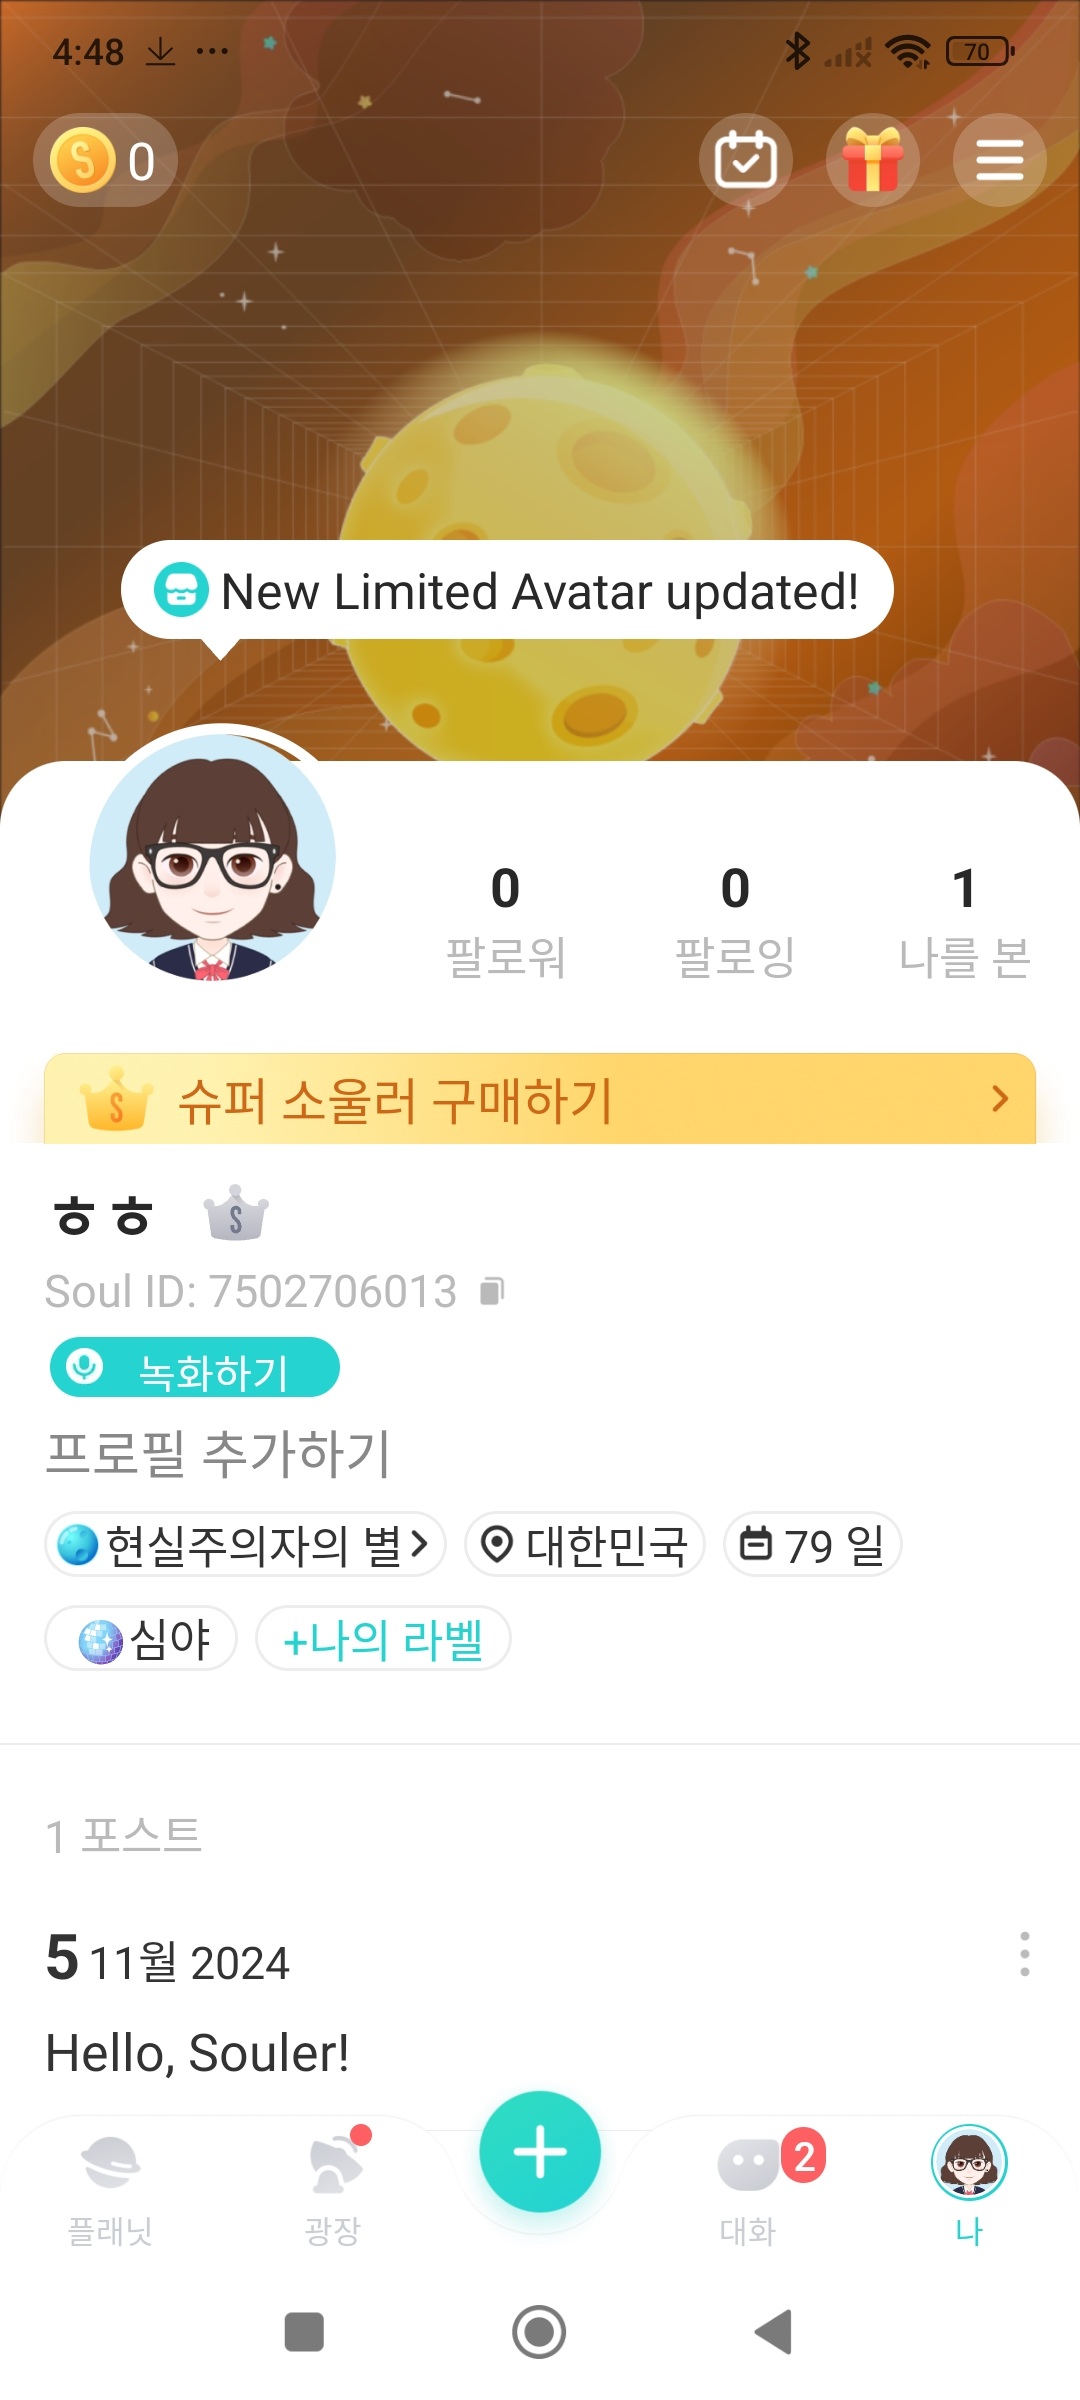 4:48
70
S 0
New Limited Avatar updated!
0 0 1
팔로워 팔로잉 나를 본
S 슈퍼 소울러 구매하기
ㅎㅎ S
Soul ID: 7502706013
녹화하기
프로필 추가하기
현실주의자의 별 대한민국 79 일
심야 +나의 라벨
1 포스트
5 11월 2024
Hello, Souler!
2
플래닛 광장 대화 나